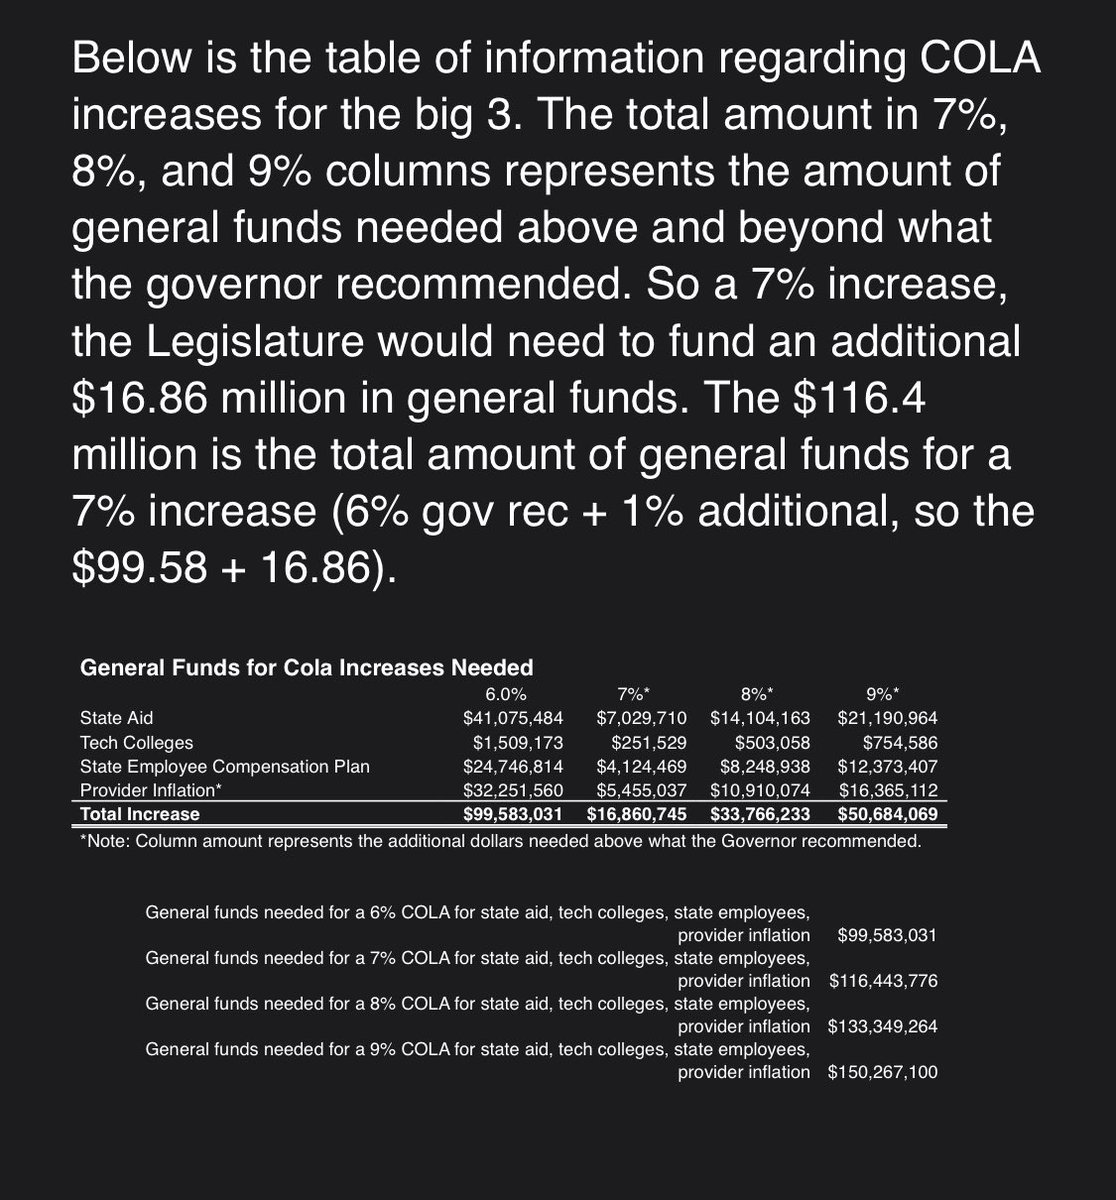 Below is the table of information regarding COLA
increases for the big 3. The total amount in 7%,
8%, and 9% columns represents the amount of
general funds needed above and beyond what
the governor recommended. So a 7% increase,
the Legislature would need to fund an additional
$16.86 million in general funds. The $116.4
million is the total amount of general funds for a
7% increase (6% gov rec + 1% additional, so the
$99.58 + 16.86).
General Funds for Cola Increases Needed
6.0% 7%* 8%* 9%*
State Aid $41,075,484 $7,029,710 $14,104,163 $21,190,964
Tech Colleges $1,509,173 $251,529 $503,058 $754,586
State Employee Compensation Plan $24,746,814 $4,124,469 $8,248,938 $12,373,407
Provider Inflation* $32,251,560 $5,455,037 $10,910,074 $16,365,112
Total Increase $99,583,031 $16,860,745 $33,766,233 $50,684,069
*Note: Column amount represents the additional dollars needed above what the Governor recommended.
General funds needed for a 6% COLA for state aid, tech colleges, state employees,
provider inflation $99,583,031
General funds needed for a 7% COLA for state aid, tech colleges, state employees,
provider inflation $116,443,776
General funds needed for a 8% COLA for state aid, tech colleges, state employees,
provider inflation $133,349,264
General funds needed for a 9% COLA for state aid, tech colleges, state employees,
provider inflation $150,267,100